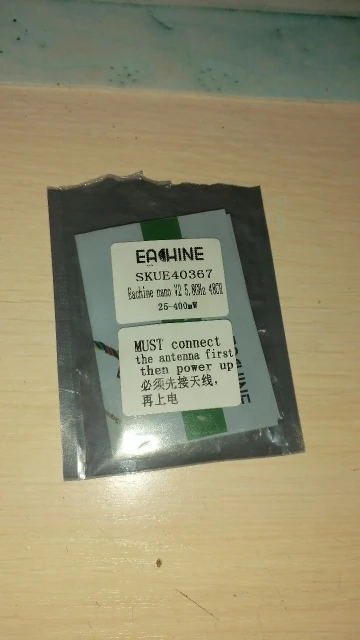 EACHINE
SKUE40367
Eachine nano V2 5.8GHz 48CH
25-400mW
MUST connect
the antenna first
then power up
必须先接天线,
再上电